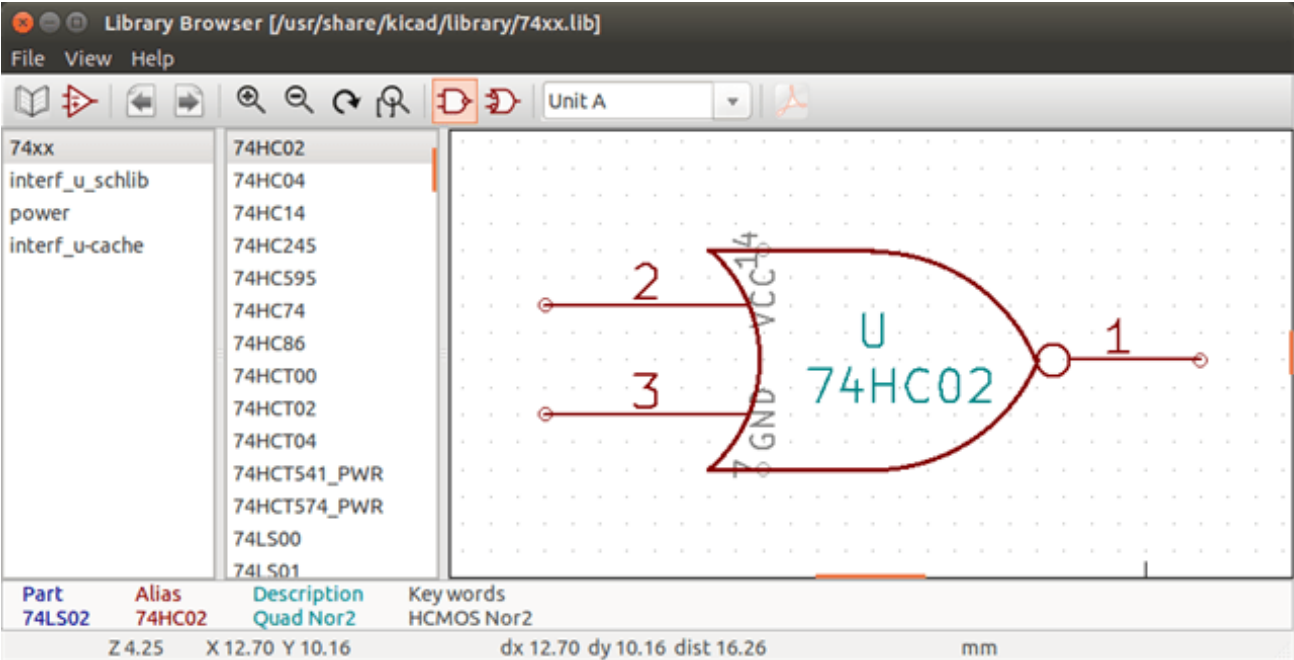 Library Browser [/usr/share/kicad/library/74xx.lib]
File View Help
Unit A
74xx
interf_u_schlib
power
interf_u-cache
74HC02
74HC04
74HC14
74HC245
74HC595
74HC74
74HC86
74HCT00
74HCT02
74HCT04
74HCT541_PWR
74HCT574_PWR
74LS00
74LS01
14
VCC
2
3
GND
7
U
74HC02
1
Part Alias Description Key words
74LS02 74HC02 Quad Nor2 HCMOS Nor2
Z 4.25 X 12.70 Y 10.16 dx 12.70 dy 10.16 dist 16.26 mm